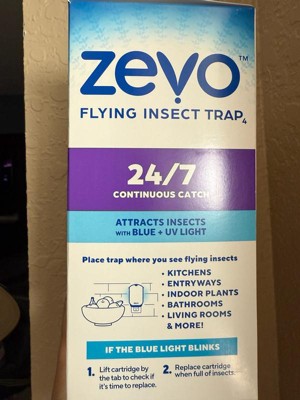 zevo™
FLYING INSECT TRAP4
24/7
CONTINUOUS CATCH
ATTRACTS INSECTS
WITH BLUE + UV LIGHT
Place trap where you see flying insects
• KITCHENS
• ENTRYWAYS
• INDOOR PLANTS
• BATHROOMS
• LIVING ROOMS
& MORE!
IF THE BLUE LIGHT BLINKS
1. Lift cartridge by
the tab to check if
it's time to replace.
2. Replace cartridge
when full of insects.